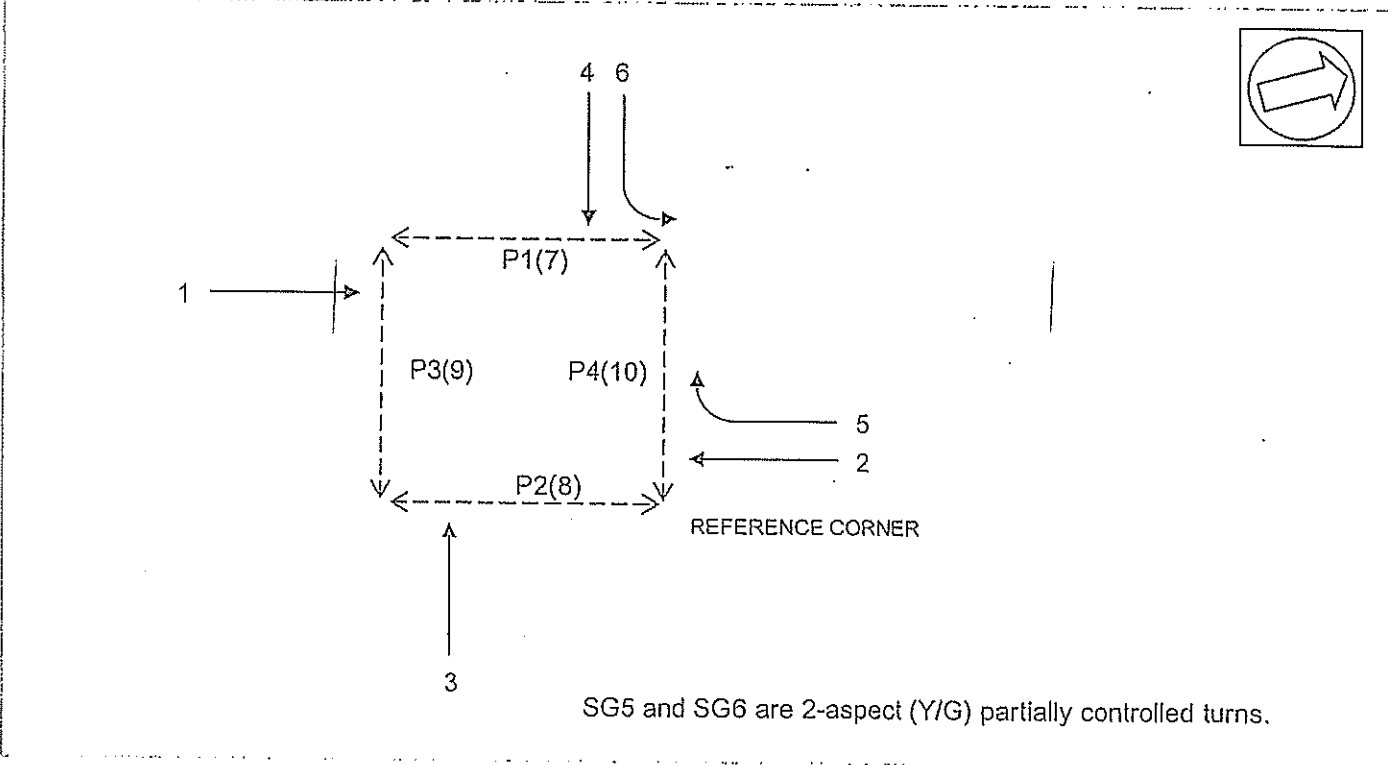 4 6
P1(7)
1
P3(9) P4(10)
5
2
P2(8)
REFERENCE CORNER
3
SG5 and SG6 are 2-aspect (Y/G) partially controlled turns.